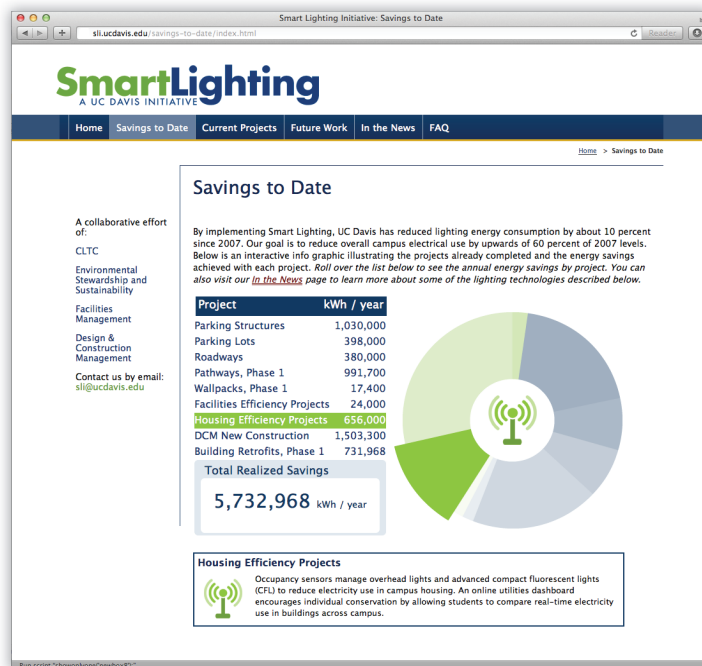 Smart Lighting Initiative: Savings to Date
sli.ucdavis.edu/savings-to-date/index.html
Reader
SmartLighting
A UC DAVIS INITIATIVE
Home Savings to Date Current Projects Future Work In the News FAQ
Home > Savings to Date
Savings to Date
A collaborative effort
of:
CLTC
Environmental
Stewardship and
Sustainability
Facilities
Management
Design &
Construction
Management
Contact us by email:
sli@ucdavis.edu
By implementing Smart Lighting, UC Davis has reduced lighting energy consumption by about 10 percent
since 2007. Our goal is to reduce overall campus electrical use by upwards of 60 percent of 2007 levels.
Below is an interactive info graphic illustrating the projects already completed and the energy savings
achieved with each project. Roll over the list below to see the annual energy savings by project. You can
also visit our In the News page to learn more about some of the lighting technologies described below.
Project kWh / year
Parking Structures 1,030,000
Parking Lots 398,000
Roadways 380,000
Pathways, Phase 1 991,700
Wallpacks, Phase 1 17,400
Facilities Efficiency Projects 24,000
Housing Efficiency Projects 656,000
DCM New Construction 1,503,300
Building Retrofits, Phase 1 731,968
Total Realized Savings
5,732,968 kWh / year
Housing Efficiency Projects
Occupancy sensors manage overhead lights and advanced compact fluorescent lights
(CFL) to reduce electricity use in campus housing. An online utilities dashboard
encourages individual conservation by allowing students to compare real-time electricity
use in buildings across campus.